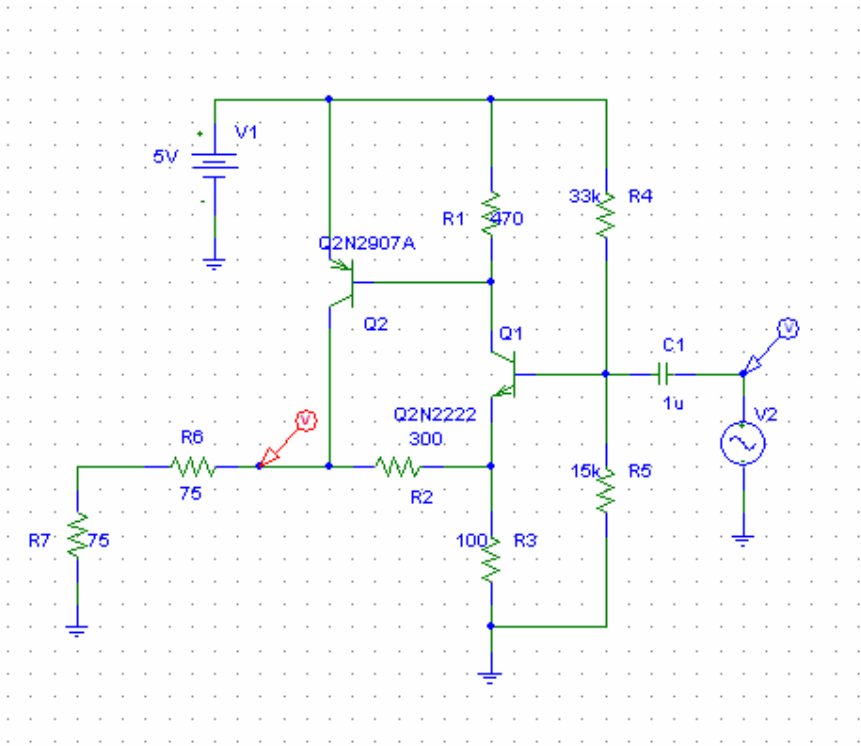 +
V1
5V
-
33k
R4
R1
470
Q2N2907A
Q2
Q1
C1
V
1u
V2
V
Q2N2222
300
R6
R2
75
15k
R5
R7
75
100
R3